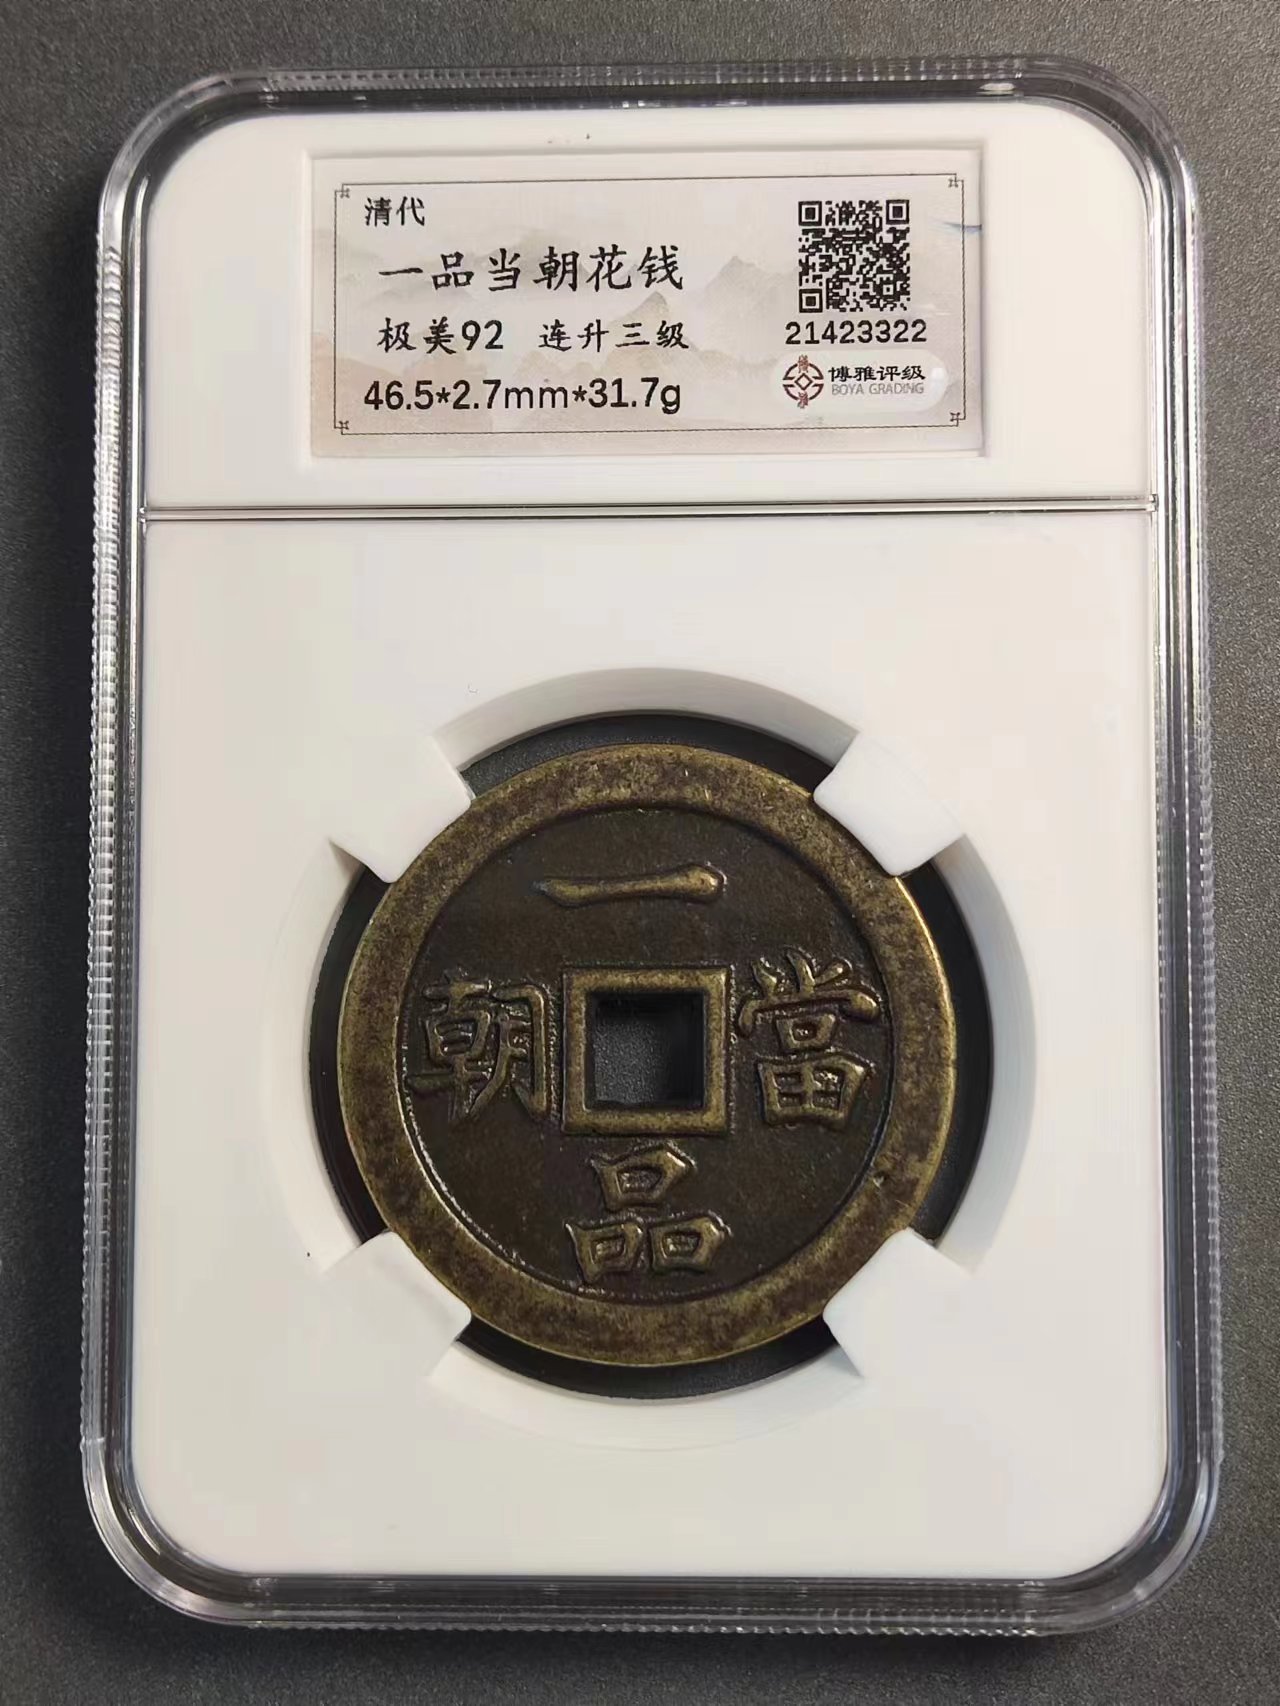 清代
一品当朝花钱
极美92 连升三级
46.5*2.7mm*31.7g
21423322
博雅评级
BOYA GRADING
一
朝 當
品